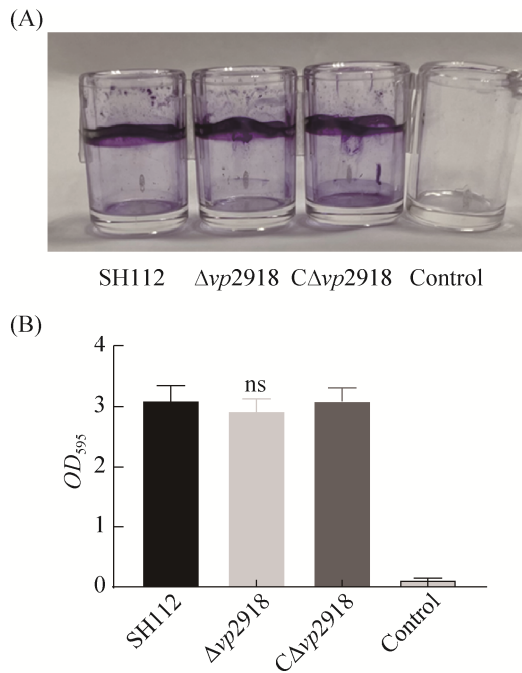 (A)
SH112 Δvp2918 CΔvp2918 Control
(B)
4
3
2
1
0
OD595
ns
SH112 Δvp2918 CΔvp2918 Control